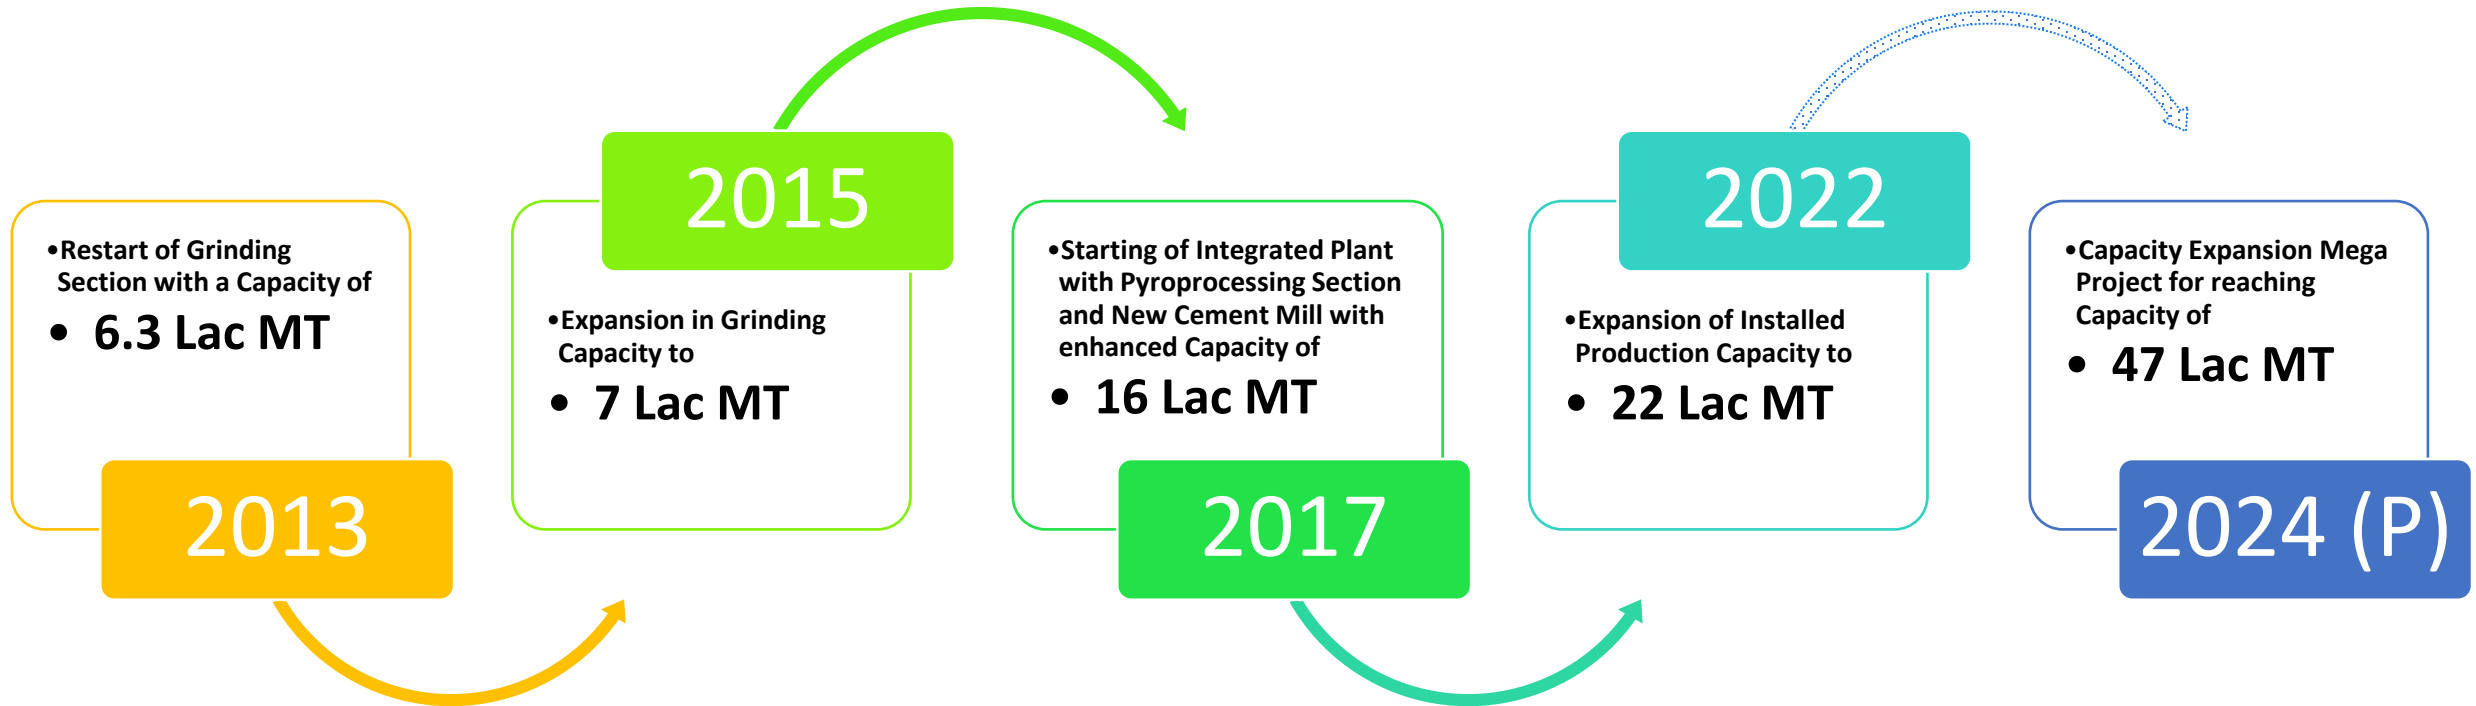 •Restart of Grinding
Section with a Capacity of
• 6.3 Lac MT
2013
2015
•Expansion in Grinding
Capacity to
• 7 Lac MT
•Starting of Integrated Plant
with Pyroprocessing Section
and New Cement Mill with
enhanced Capacity of
• 16 Lac MT
2017
2022
•Expansion of Installed
Production Capacity to
• 22 Lac MT
•Capacity Expansion Mega
Project for reaching
Capacity of
• 47 Lac MT
2024 (P)